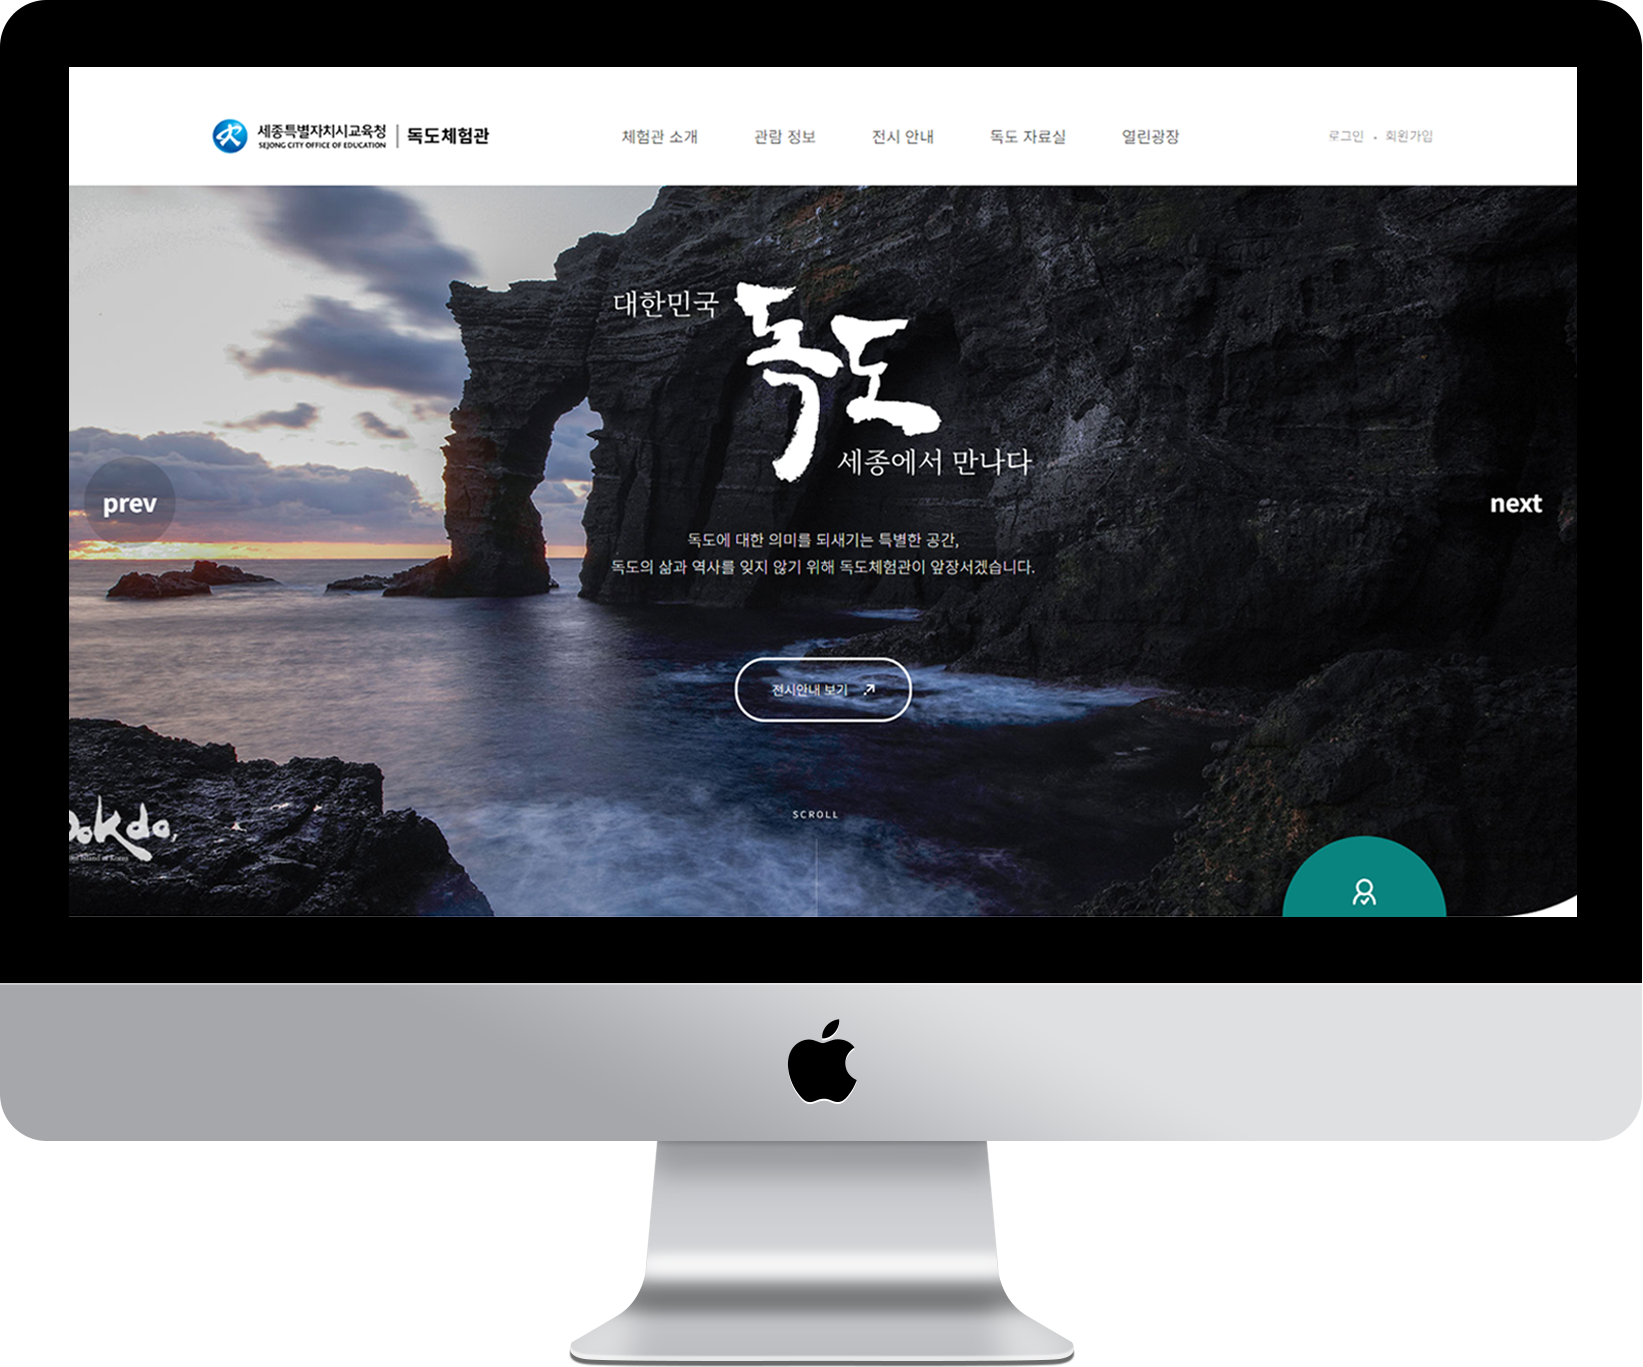 세종특별자치시교육청
SEJONG CITY OFFICE OF EDUCATION
독도체험관
체험관 소개 관람 정보 전시 안내 독도 자료실 열린광장
로그인 • 회원가입
대한민국
독도
세종에서 만나다
prev
next
독도에 대한 의미를 되새기는 특별한 공간,
독도의 삶과 역사를 잊지 않기 위해 독도체험관이 앞장서겠습니다.
전시안내 보기
SCROLL
okdo,